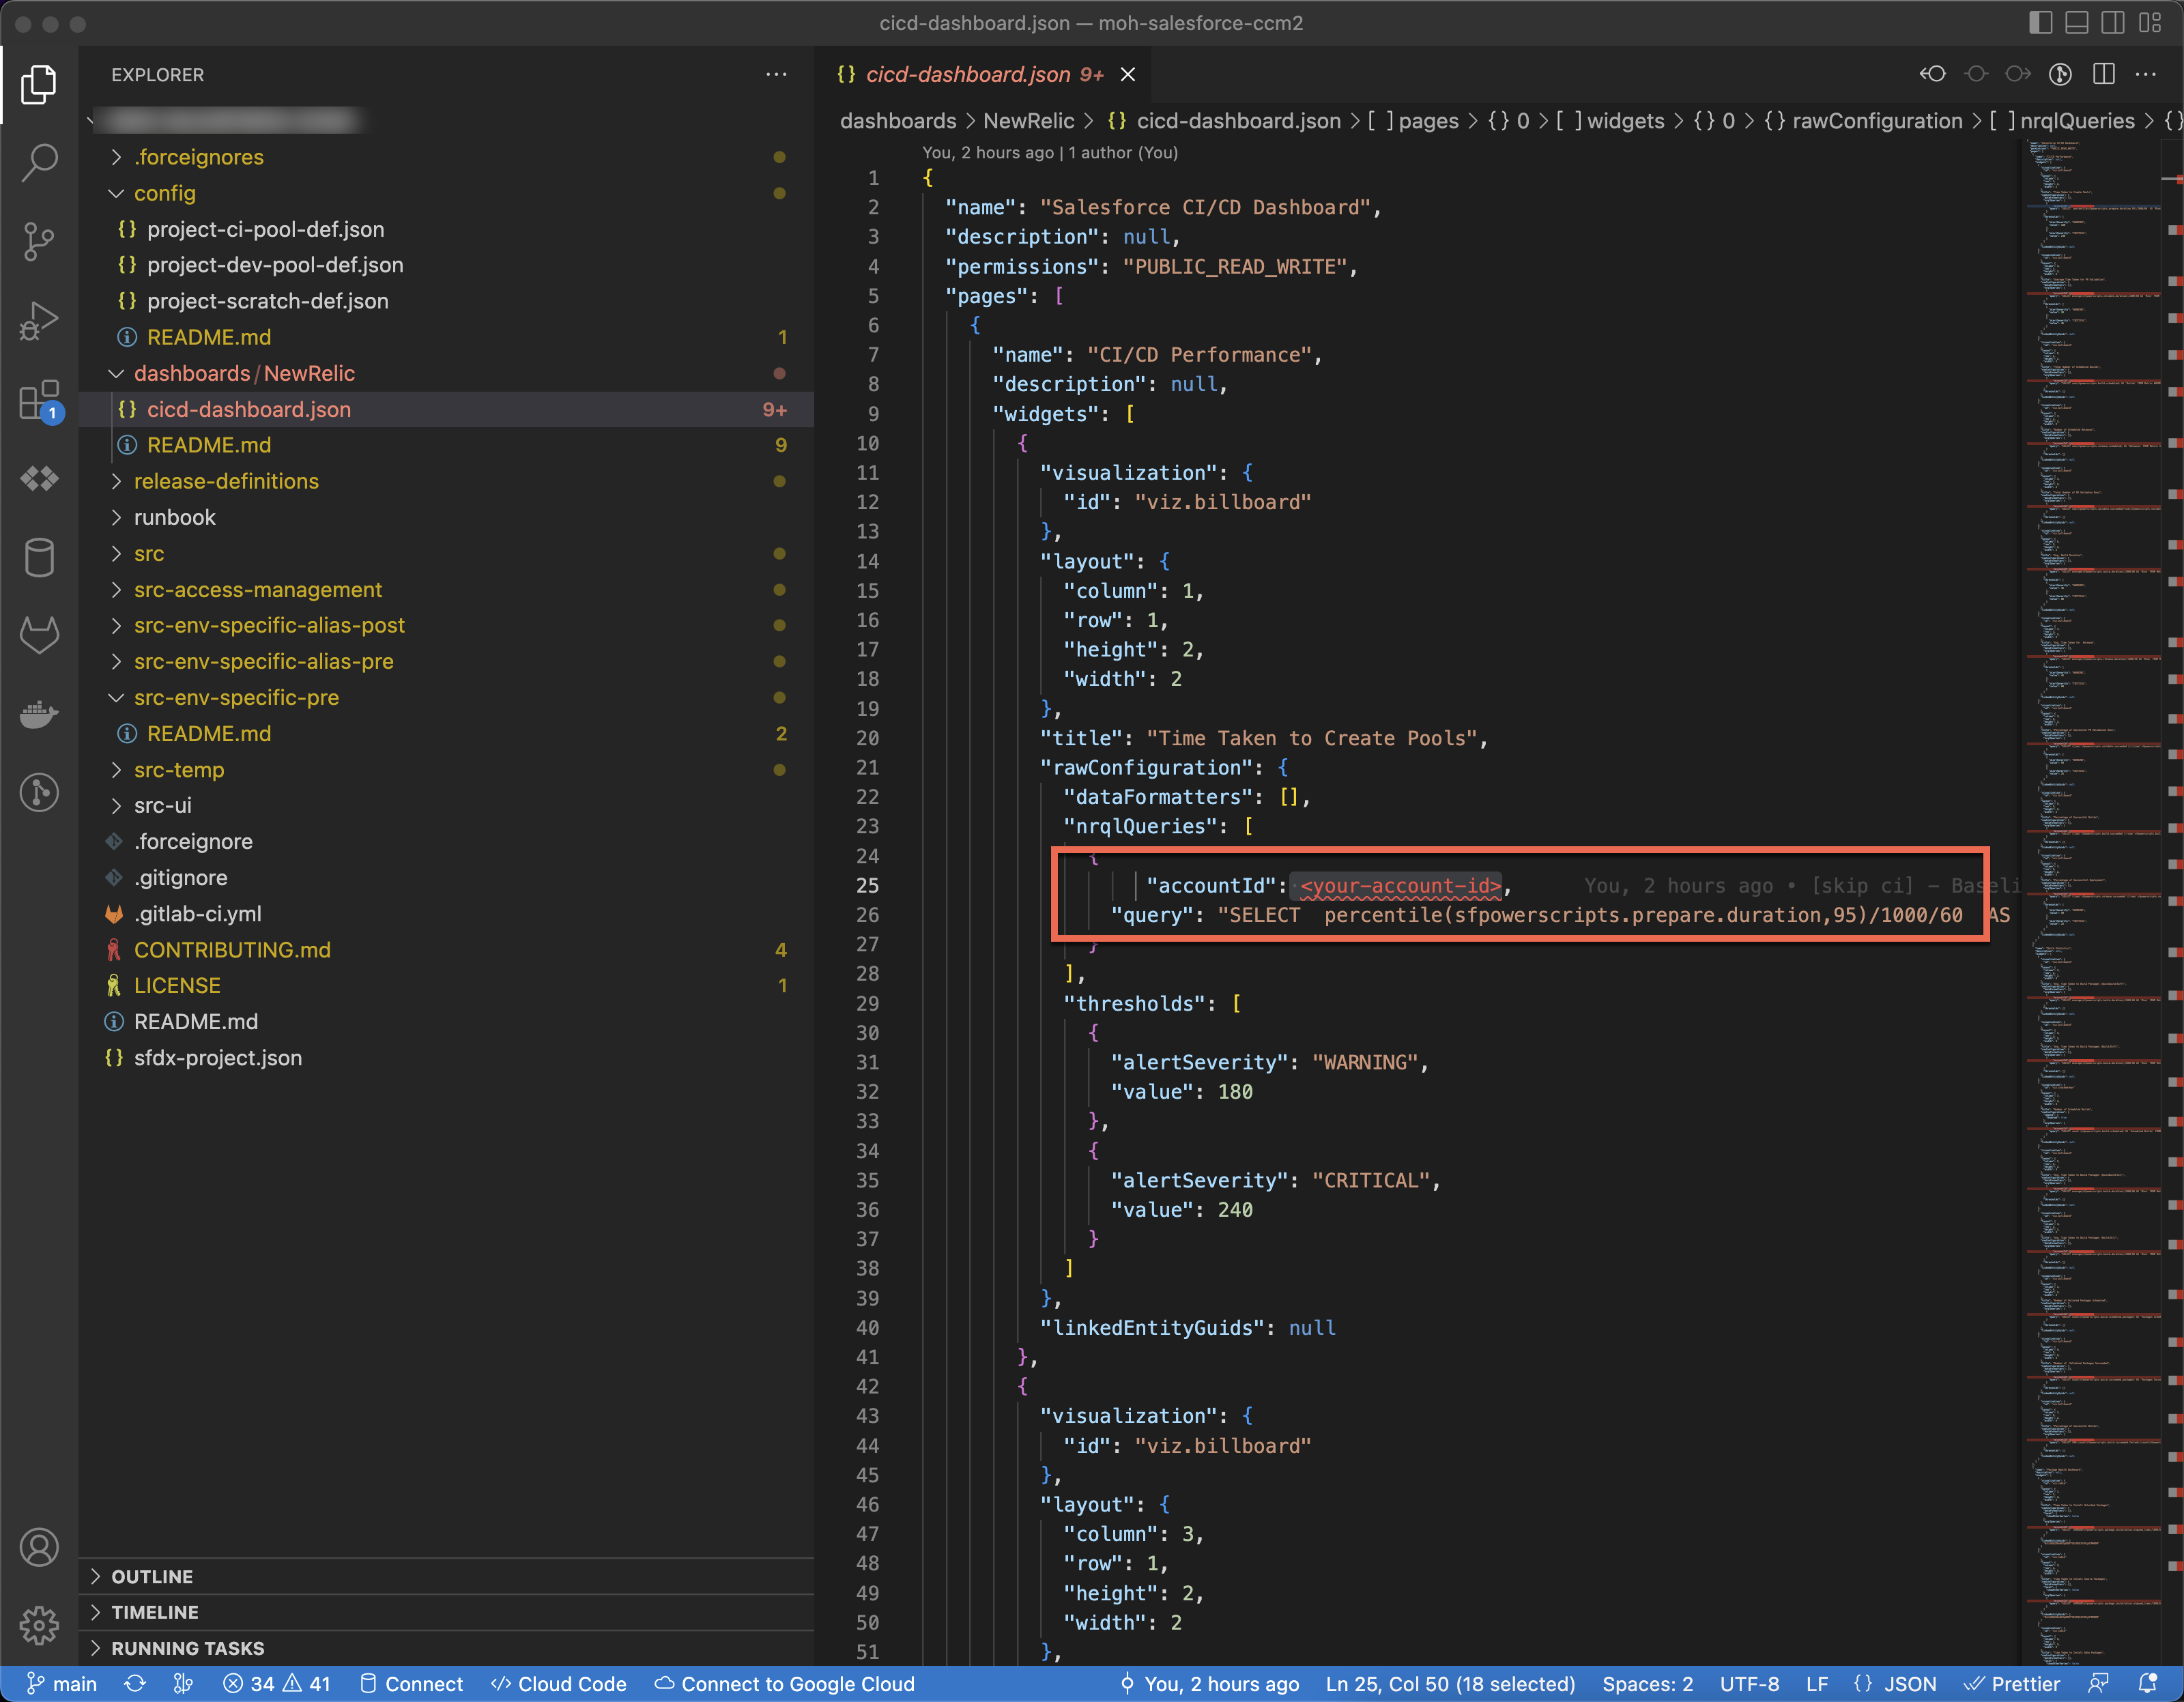 cicd-dashboard.json — moh-salesforce-ccm2
EXPLORER
.forceignores
config
project-ci-pool-def.json
project-dev-pool-def.json
project-scratch-def.json
README.md 1
dashboards/NewRelic
cicd-dashboard.json 9+
README.md 9
release-definitions
runbook
src
src-access-management
src-env-specific-alias-post
src-env-specific-alias-pre
src-env-specific-pre
README.md 2
src-temp
src-ui
.forceignore
.gitignore
.gitlab-ci.yml
CONTRIBUTING.md 4
LICENSE 1
README.md
sfdx-project.json
OUTLINE
TIMELINE
RUNNING TASKS
1
{} cicd-dashboard.json 9+
dashboards > NewRelic > {} cicd-dashboard.json > [ ] pages > {} 0 > [ ] widgets > {} 0 > {} rawConfiguration > [ ] nrqlQueries > {}
You, 2 hours ago | 1 author (You)
1 {
2 "name": "Salesforce CI/CD Dashboard",
3 "description": null,
4 "permissions": "PUBLIC_READ_WRITE",
5 "pages": [
6 {
7 "name": "CI/CD Performance",
8 "description": null,
9 "widgets": [
10 {
11 "visualization": {
12 "id": "viz.billboard"
13 },
14 "layout": {
15 "column": 1,
16 "row": 1,
17 "height": 2,
18 "width": 2
19 },
20 "title": "Time Taken to Create Pools",
21 "rawConfiguration": {
22 "dataFormatters": [],
23 "nrqlQueries": [
24 {
25 "accountId": <your-account-id>, You, 2 hours ago • [skip ci] – Baseli
26 "query": "SELECT  percentile(sfpowerscripts.prepare.duration,95)/1000/60  AS
27 }
28 ],
29 "thresholds": [
30 {
31 "alertSeverity": "WARNING",
32 "value": 180
33 },
34 {
35 "alertSeverity": "CRITICAL",
36 "value": 240
37 }
38 ]
39 },
40 "linkedEntityGuids": null
41 },
42 {
43 "visualization": {
44 "id": "viz.billboard"
45 },
46 "layout": {
47 "column": 3,
48 "row": 1,
49 "height": 2,
50 "width": 2
51 },
main 34 41 Connect Cloud Code Connect to Google Cloud You, 2 hours ago Ln 25, Col 50 (18 selected) Spaces: 2 UTF-8 LF {} JSON Prettier